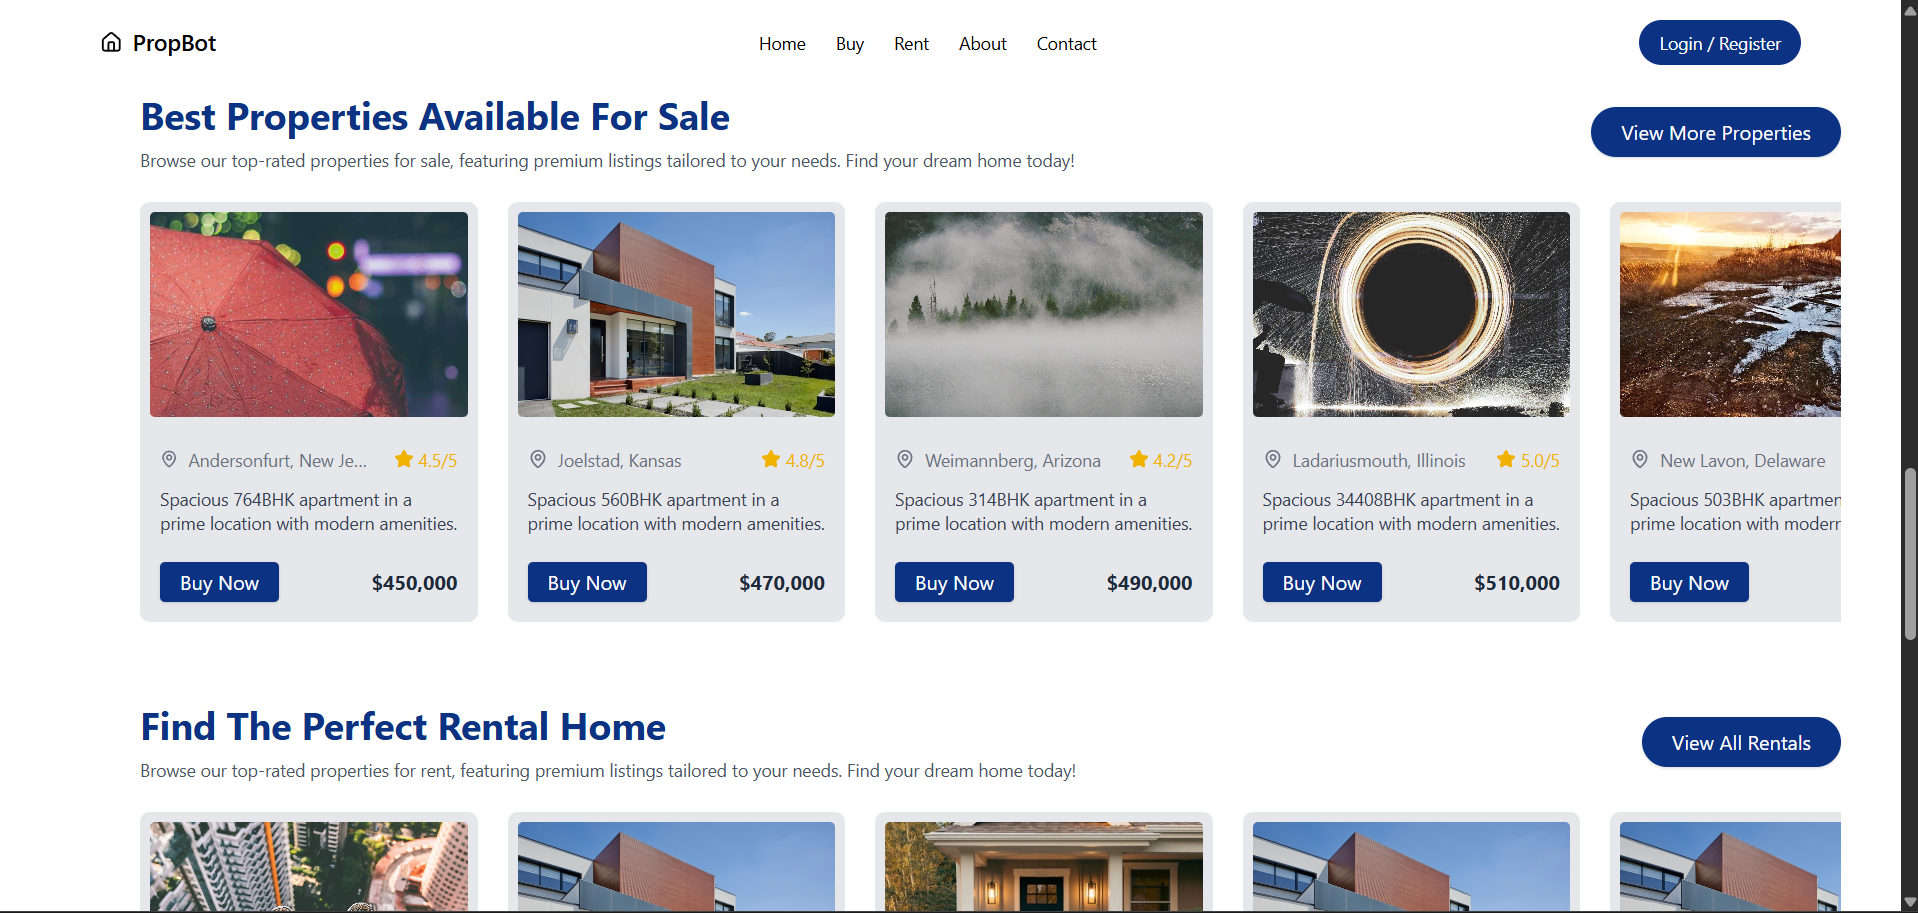 PropBot
Home Buy Rent About Contact
Login / Register
Best Properties Available For Sale
Browse our top-rated properties for sale, featuring premium listings tailored to your needs. Find your dream home today!
View More Properties
Andersonfurt, New Je... 4.5/5
Spacious 764BHK apartment in a
prime location with modern amenities.
Buy Now $450,000
Joelstad, Kansas 4.8/5
Spacious 560BHK apartment in a
prime location with modern amenities.
Buy Now $470,000
Weimannberg, Arizona 4.2/5
Spacious 314BHK apartment in a
prime location with modern amenities.
Buy Now $490,000
Ladariusmouth, Illinois 5.0/5
Spacious 34408BHK apartment in a
prime location with modern amenities.
Buy Now $510,000
New Lavon, Delaware
Spacious 503BHK apartmen
prime location with modern
Buy Now
Find The Perfect Rental Home
Browse our top-rated properties for rent, featuring premium listings tailored to your needs. Find your dream home today!
View All Rentals